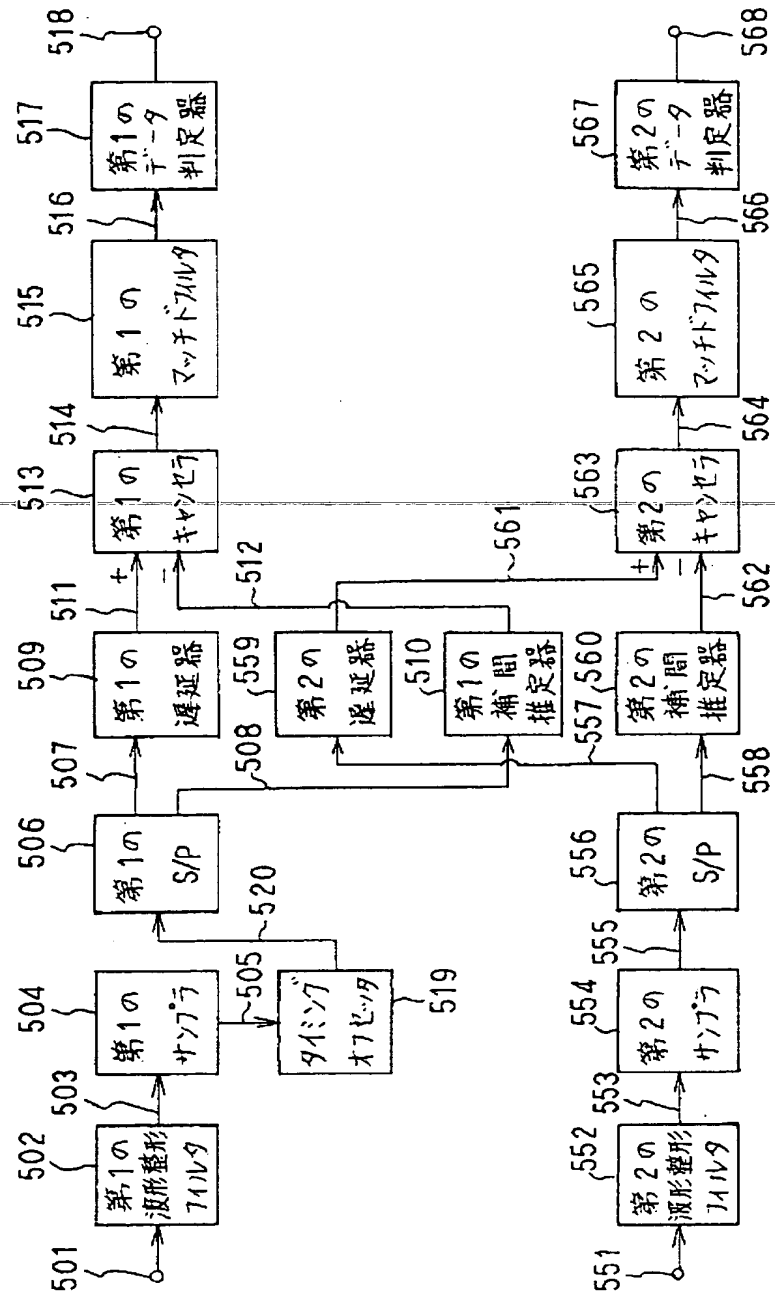 501
502
第1の
波形整形
フィルタ
503
504
第1の
サンプラ
505
タイミング
オフセッタ
519
520
506
第1の
S/P
507
508
509
第1の
遅延器
511
+
−
512
513
第1の
キャンセラ
514
515
第1の
マッチドフィルタ
516
517
第1の
データ
判定器
518
559
第2の
遅延器
561
510
第1の
補間
推定器
557
551
552
第2の
波形整形
フィルタ
553
554
第2の
サンプラ
555
556
第2の
S/P
558
560
第2の
補間
推定器
562
+
−
563
第2の
キャンセラ
564
565
第2の
マッチドフィルタ
566
567
第2の
データ
判定器
568